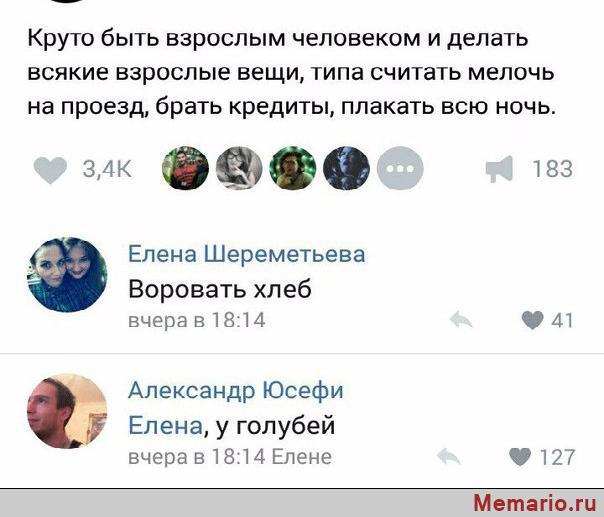 Круто быть взрослым человеком и делать
всякие взрослые вещи, типа считать мелочь
на проезд, брать кредиты, плакать всю ночь.
3,4K 183
Елена Шереметьева
Воровать хлеб
вчера в 18:14 41
Александр Юсефи
Елена, у голубей
вчера в 18:14 Елене 127
Memario.ru